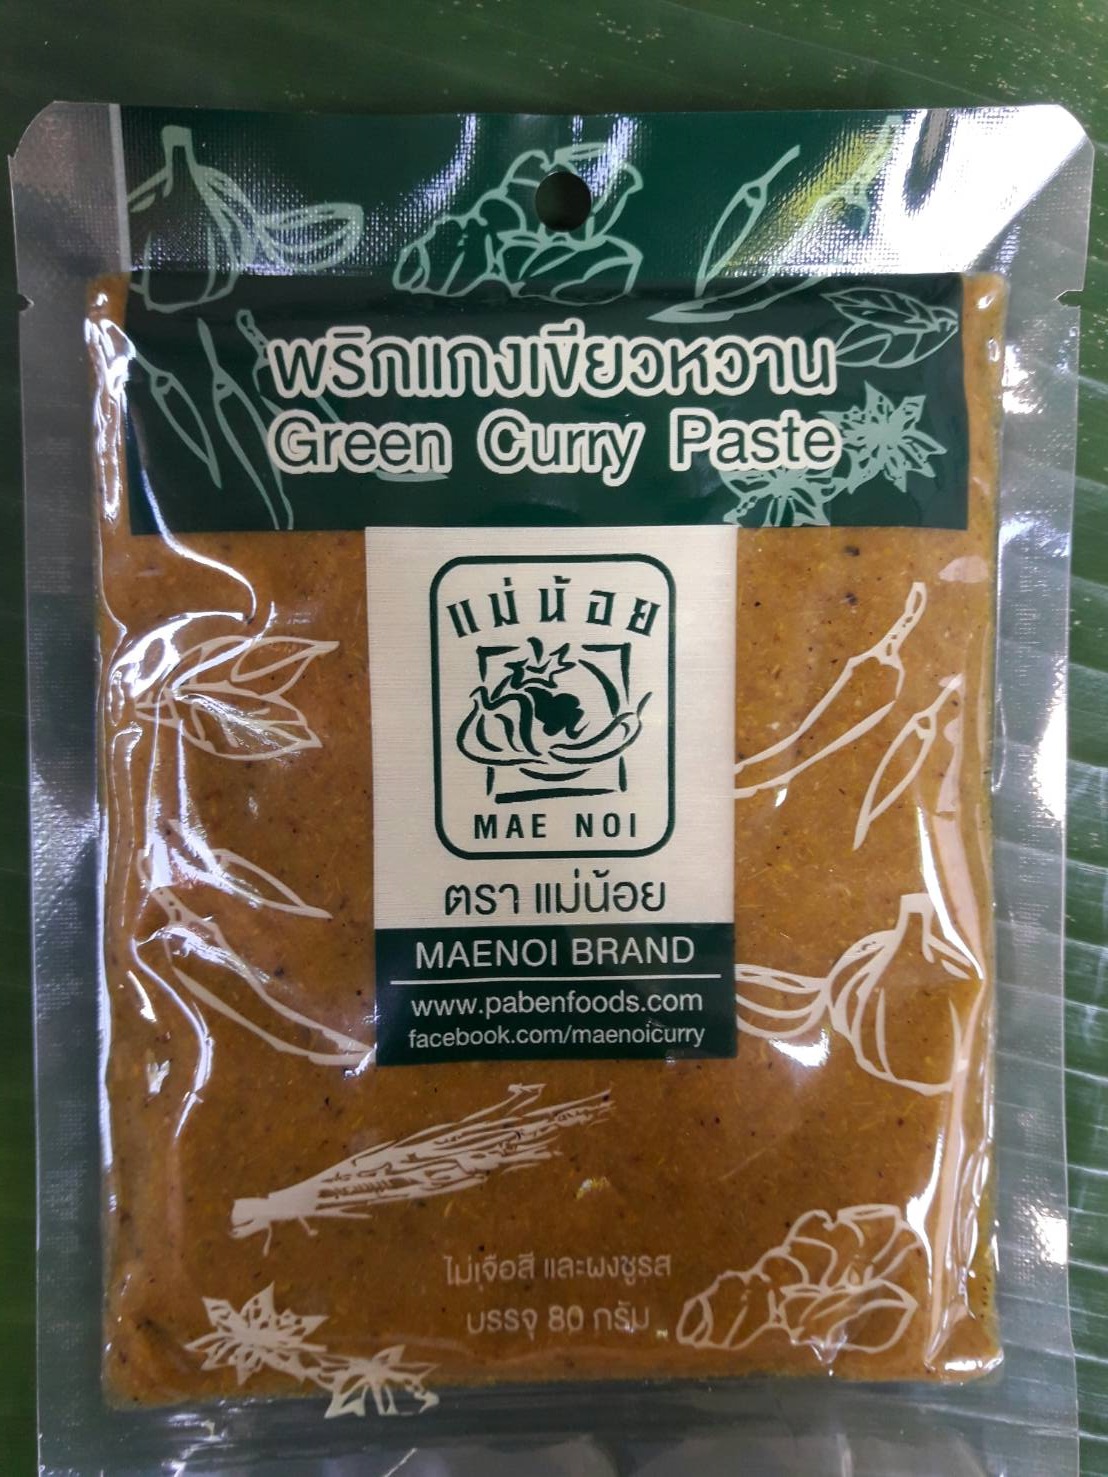 พริกแกงเขียวหวาน
Green Curry Paste
แม่น้อย
MAE NOI
ตรา แม่น้อย
MAENOI BRAND
www.pabenfoods.com
facebook.com/maenoicurry
ไม่เจือสี และผงชูรส
บรรจุ 80 กรัม